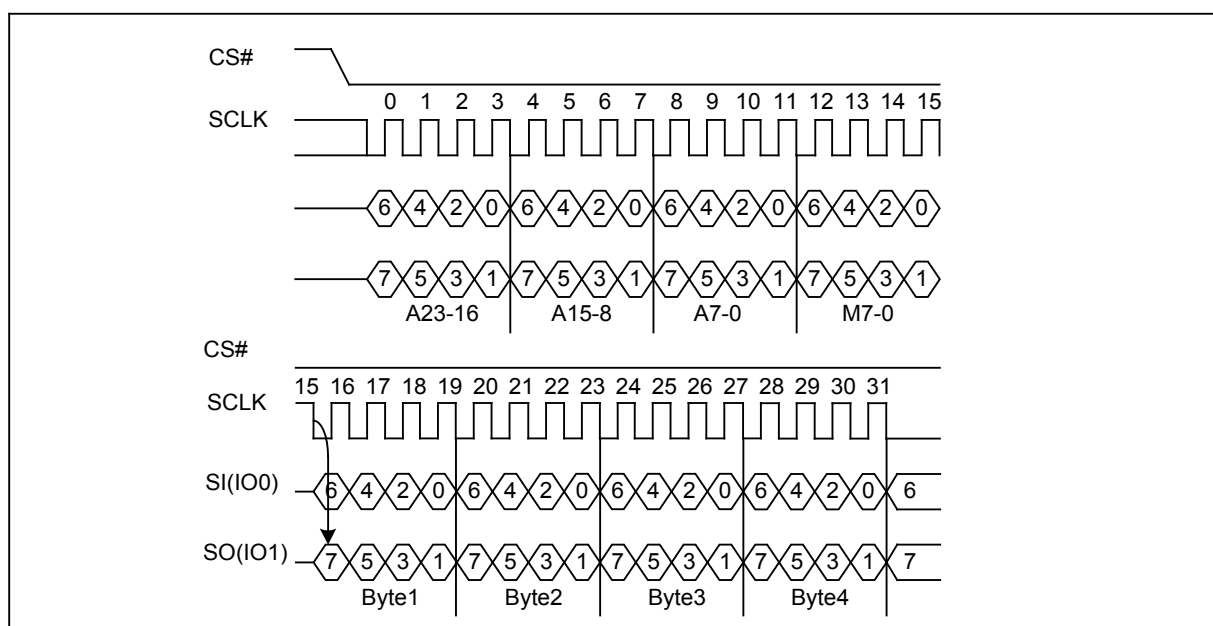 CS#
0 1 2 3 4 5 6 7 8 9 10 11 12 13 14 15
SCLK
6 4 2 0 6 4 2 0 6 4 2 0 6 4 2 0
7 5 3 1 7 5 3 1 7 5 3 1 7 5 3 1
A23-16 A15-8 A7-0 M7-0
CS#
15 16 17 18 19 20 21 22 23 24 25 26 27 28 29 30 31
SCLK
SI(IO0) 6 4 2 0 6 4 2 0 6 4 2 0 6 4 2 0 6
SO(IO1) 7 5 3 1 7 5 3 1 7 5 3 1 7 5 3 1 7
Byte1 Byte2 Byte3 Byte4